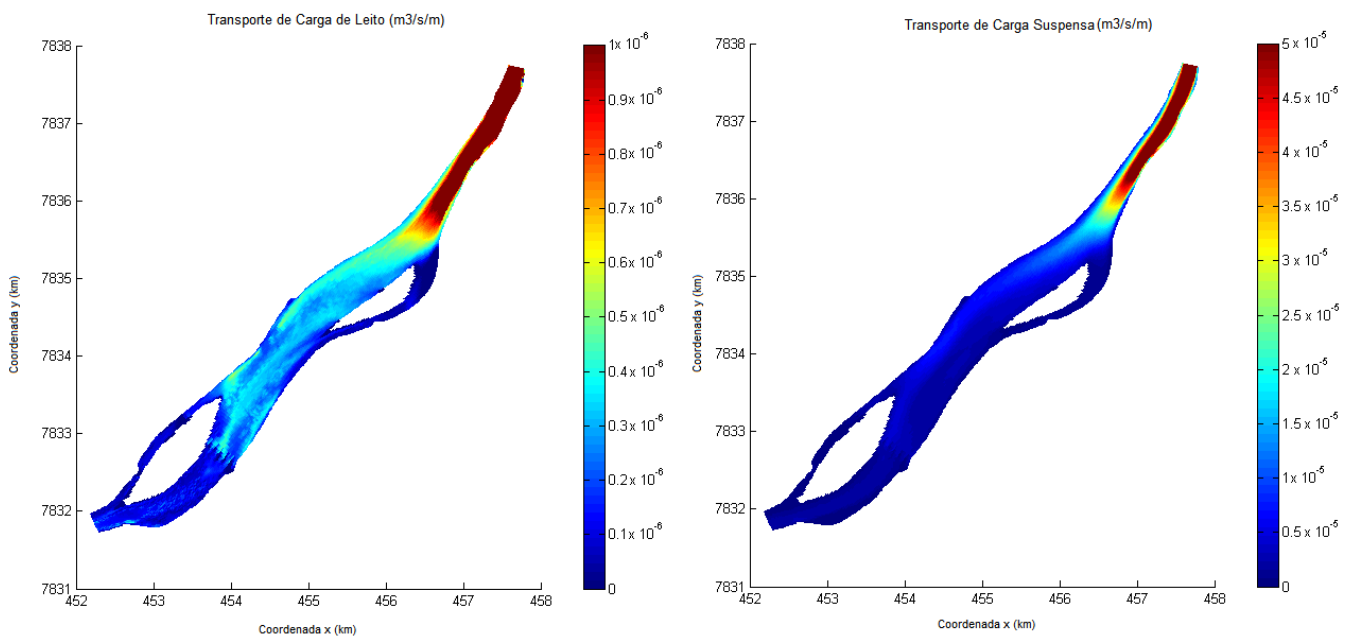 Transporte de Carga de Leito (m3/s/m)
7838
7837
7836
7835
7834
7833
7832
7831
452
453
454
455
456
457
458
Coordenada y (km)
Coordenada x (km)
1x 10^-6
0.9x 10^-6
0.8x 10^-6
0.7x 10^-6
0.6x 10^-6
0.5x 10^-6
0.4x 10^-6
0.3x 10^-6
0.2x 10^-6
0.1x 10^-6
0
Transporte de Carga Suspensa (m3/s/m)
7838
7837
7836
7835
7834
7833
7832
7831
452
453
454
455
456
457
458
Coordenada y (km)
Coordenada x (km)
5 x 10^-5
4.5x 10^-5
4 x 10^-5
3.5x 10^-5
3 x 10^-5
2.5x 10^-5
2 x 10^-5
1.5x 10^-5
1 x 10^-5
0.5 x 10^-5
0